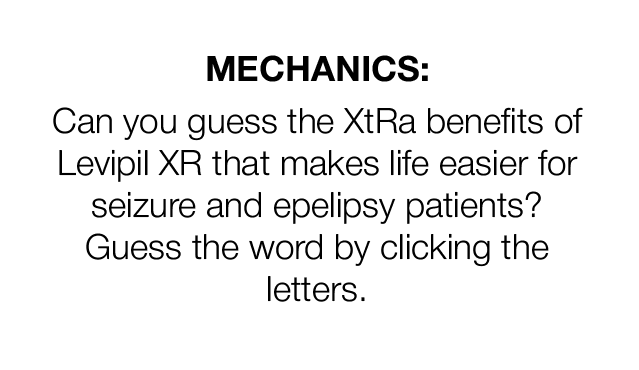 MECHANICS:
Can you guess the XtRa benefits of
Levipil XR that makes life easier for
seizure and epelipsy patients?
Guess the word by clicking the
letters.